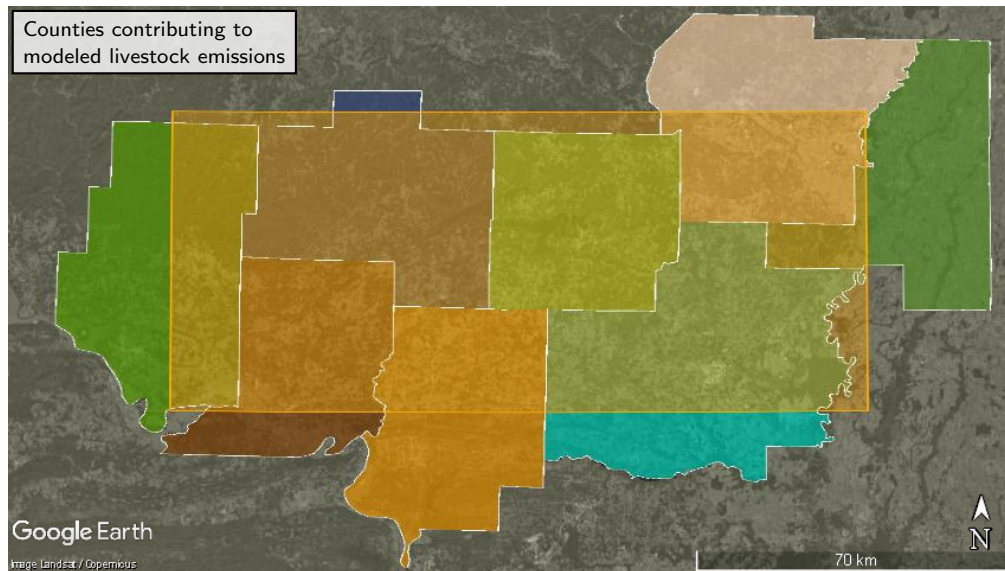 Counties contributing to
modeled livestock emissions
N
Google Earth
70 km
Image Landsat / Copernicus